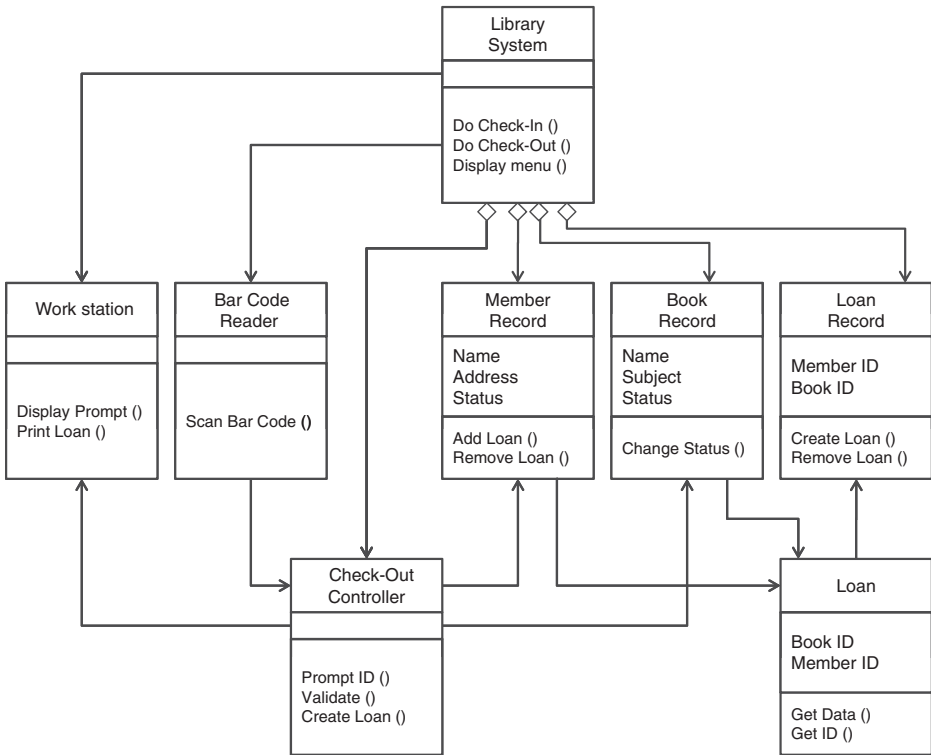 Library
System
Do Check-In ()
Do Check-Out ()
Display menu ()
Work station
Display Prompt ()
Print Loan ()
Bar Code
Reader
Scan Bar Code ()
Member
Record
Name
Address
Status
Add Loan ()
Remove Loan ()
Book
Record
Name
Subject
Status
Change Status ()
Loan
Record
Member ID
Book ID
Create Loan ()
Remove Loan ()
Check-Out
Controller
Prompt ID ()
Validate ()
Create Loan ()
Loan
Book ID
Member ID
Get Data ()
Get ID ()